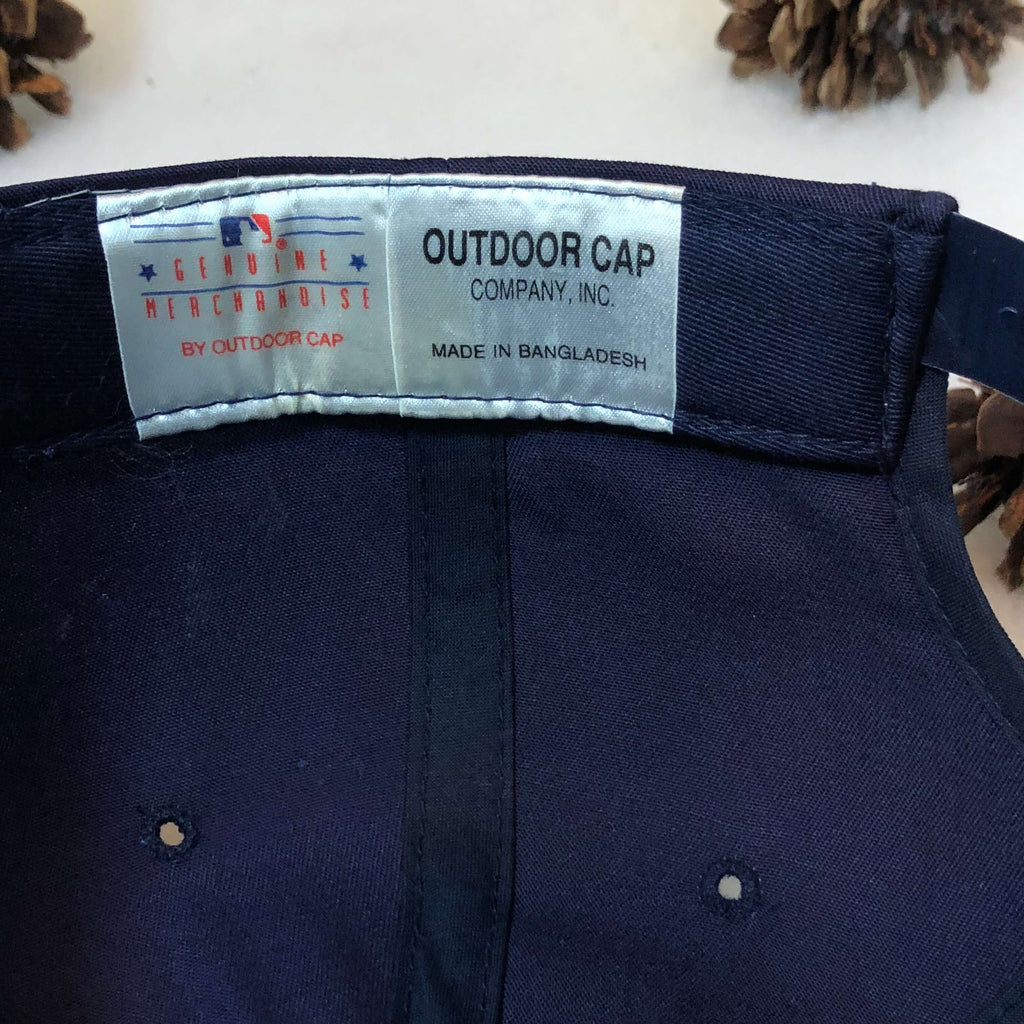 GENUINE
MERCHANDISE
BY OUTDOOR CAP
OUTDOOR CAP
COMPANY, INC.
MADE IN BANGLADESH